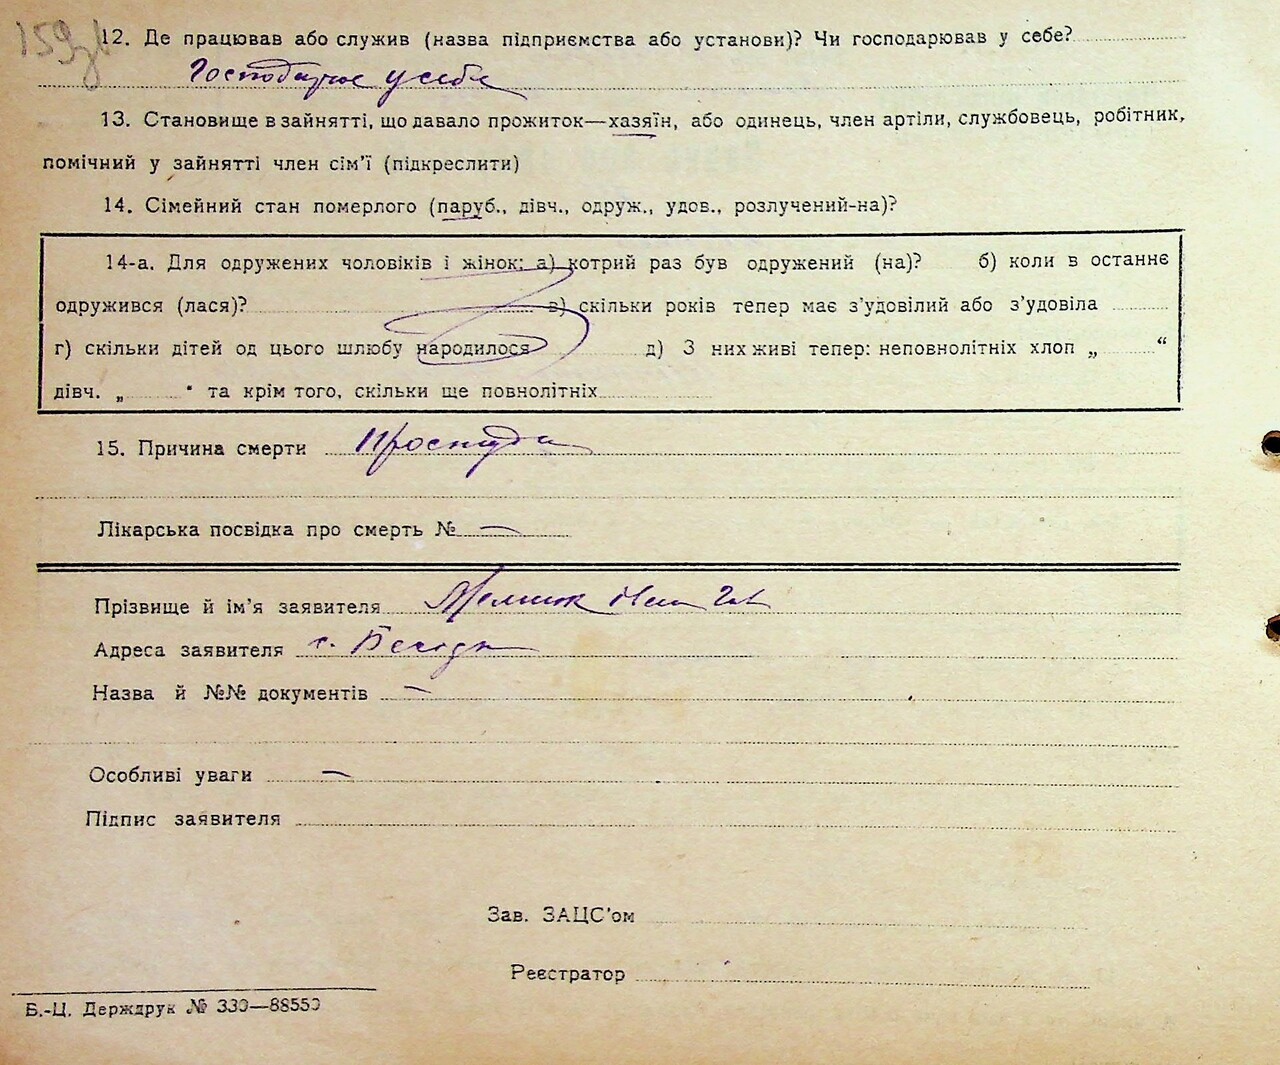 159зв
12. Де працював або служив (назва підприємства або установи)? Чи господарював у себе?
Господарює у себе
13. Становище в зайнятті, що давало прожиток—хазяїн, або одинець, член артіли, службовець, робітник,
помічний у зайнятті член сім’ї (підкреслити)
14. Сімейний стан померлого (паруб., дівч., одруж., удов., розлучений-на)?
14-а. Для одружених чоловіків і жінок: а) котрий раз був одружений (на)? б) коли в останнє
одружився (лася)? в) скільки років тепер має з’удовілий або з’удовіла
г) скільки дітей од цього шлюбу народилося д) З них живі тепер: неповнолітніх хлоп „ “
дівч. „ " та крім того, скільки ще повнолітніх
15. Причина смерти Простуда
Лікарська посвідка про смерть № —
Прізвище й ім’я заявителя
Адреса заявителя с.
Назва й №№ документів —
Особливі уваги —
Підпис заявителя
Зав. ЗАЦС’ом
Реєстратор
Б.-Ц. Держдрук № 330—88550